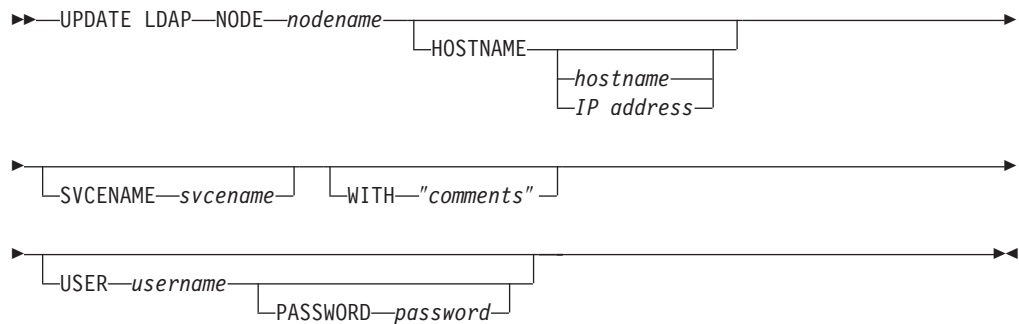 UPDATE LDAP NODE nodename
HOSTNAME
hostname
IP address
SVCENAME svcename WITH "comments"
USER username
PASSWORD password